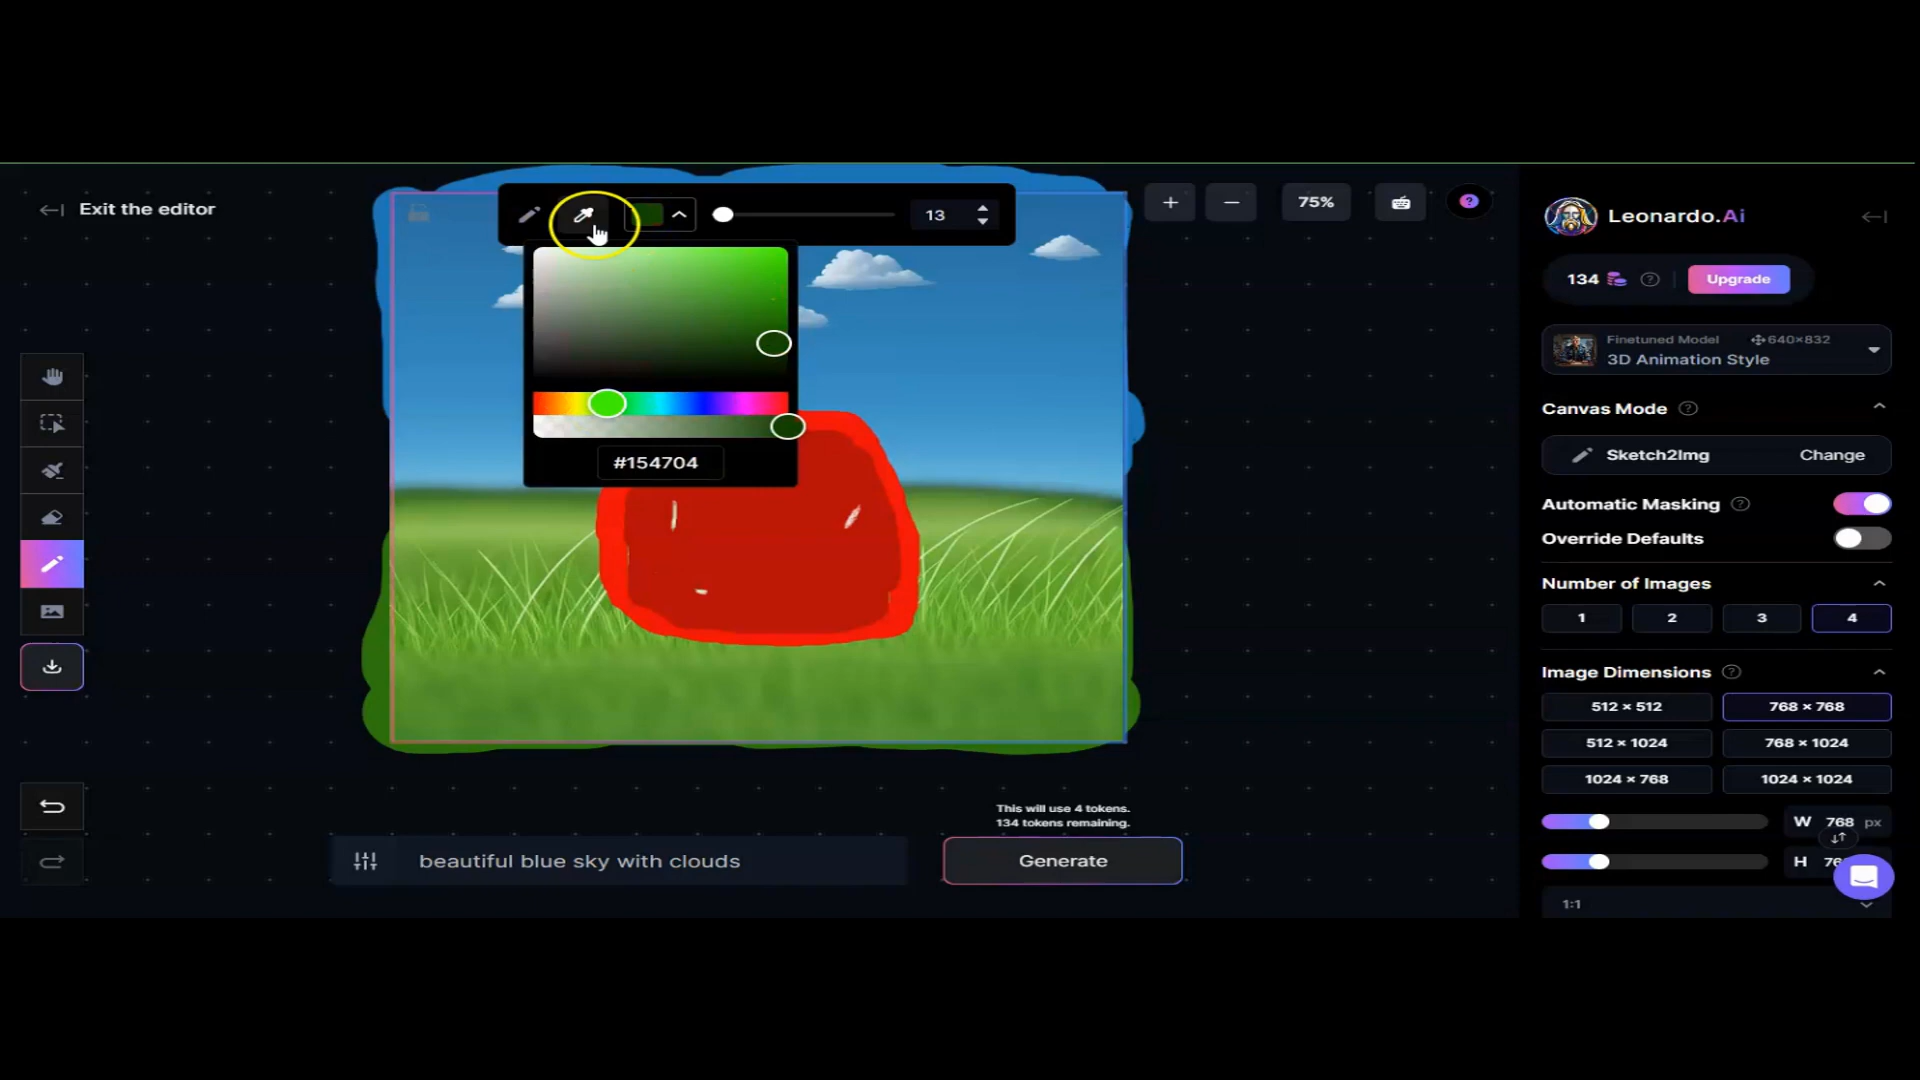 Exit the editor
13
75%
#154704
This will use 4 tokens.
134 tokens remaining.
beautiful blue sky with clouds
Generate
Leonardo.Ai
134
Upgrade
Finetuned Model
640×832
3D Animation Style
Canvas Mode
Sketch2Img
Change
Automatic Masking
Override Defaults
Number of Images
1
2
3
4
Image Dimensions
512 × 512
768 × 768
512 × 1024
768 × 1024
1024 × 768
1024 × 1024
W 768 px
H
1:1